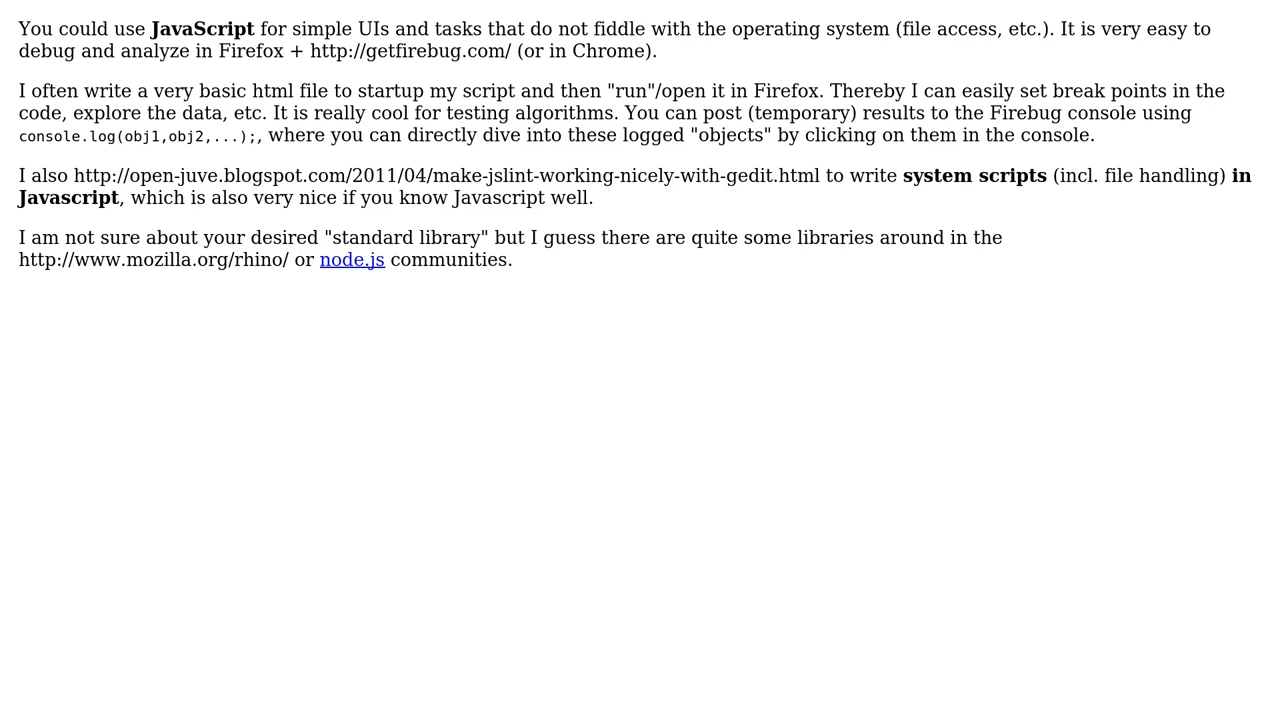 You could use JavaScript for simple UIs and tasks that do not fiddle with the operating system (file access, etc.). It is very easy to
debug and analyze in Firefox + http://getfirebug.com/ (or in Chrome).
I often write a very basic html file to startup my script and then "run"/open it in Firefox. Thereby I can easily set break points in the
code, explore the data, etc. It is really cool for testing algorithms. You can post (temporary) results to the Firebug console using
console.log(obj1,obj2,...);, where you can directly dive into these logged "objects" by clicking on them in the console.
I also http://open-juve.blogspot.com/2011/04/make-jslint-working-nicely-with-gedit.html to write system scripts (incl. file handling) in
Javascript, which is also very nice if you know Javascript well.
I am not sure about your desired "standard library" but I guess there are quite some libraries around in the
http://www.mozilla.org/rhino/ or node.js communities.